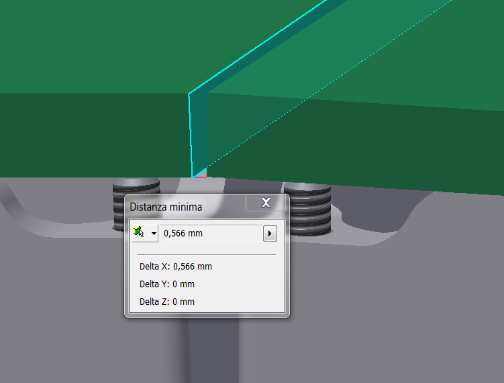 Distanza minima
X
0,566 mm
Delta X: 0,566 mm
Delta Y: 0 mm
Delta Z: 0 mm